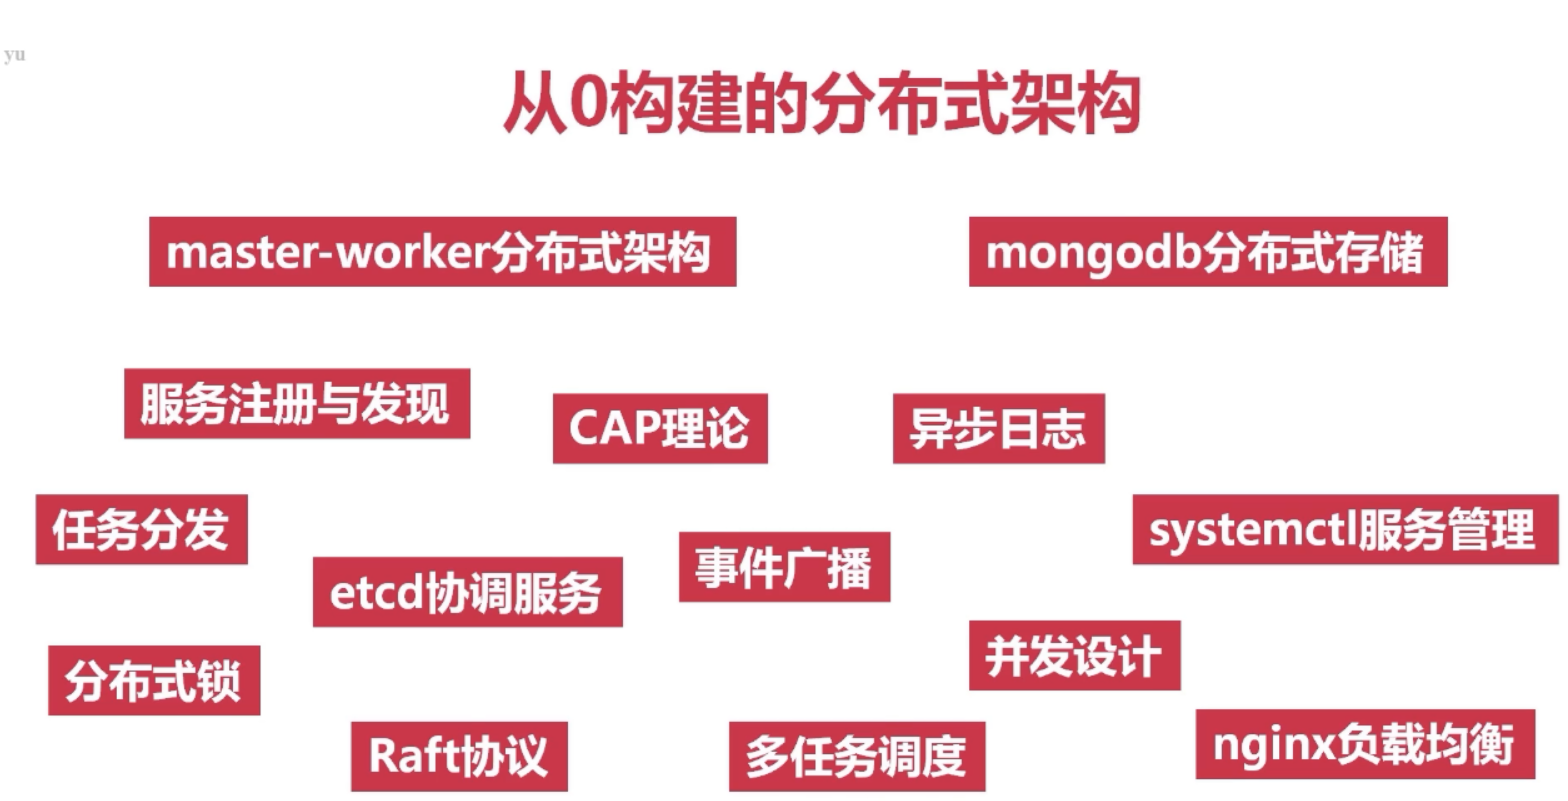 yu
从0构建的分布式架构
master-worker分布式架构
mongodb分布式存储
服务注册与发现
CAP理论
异步日志
任务分发
systemctl服务管理
事件广播
etcd协调服务
并发设计
分布式锁
Raft协议
多任务调度
nginx负载均衡